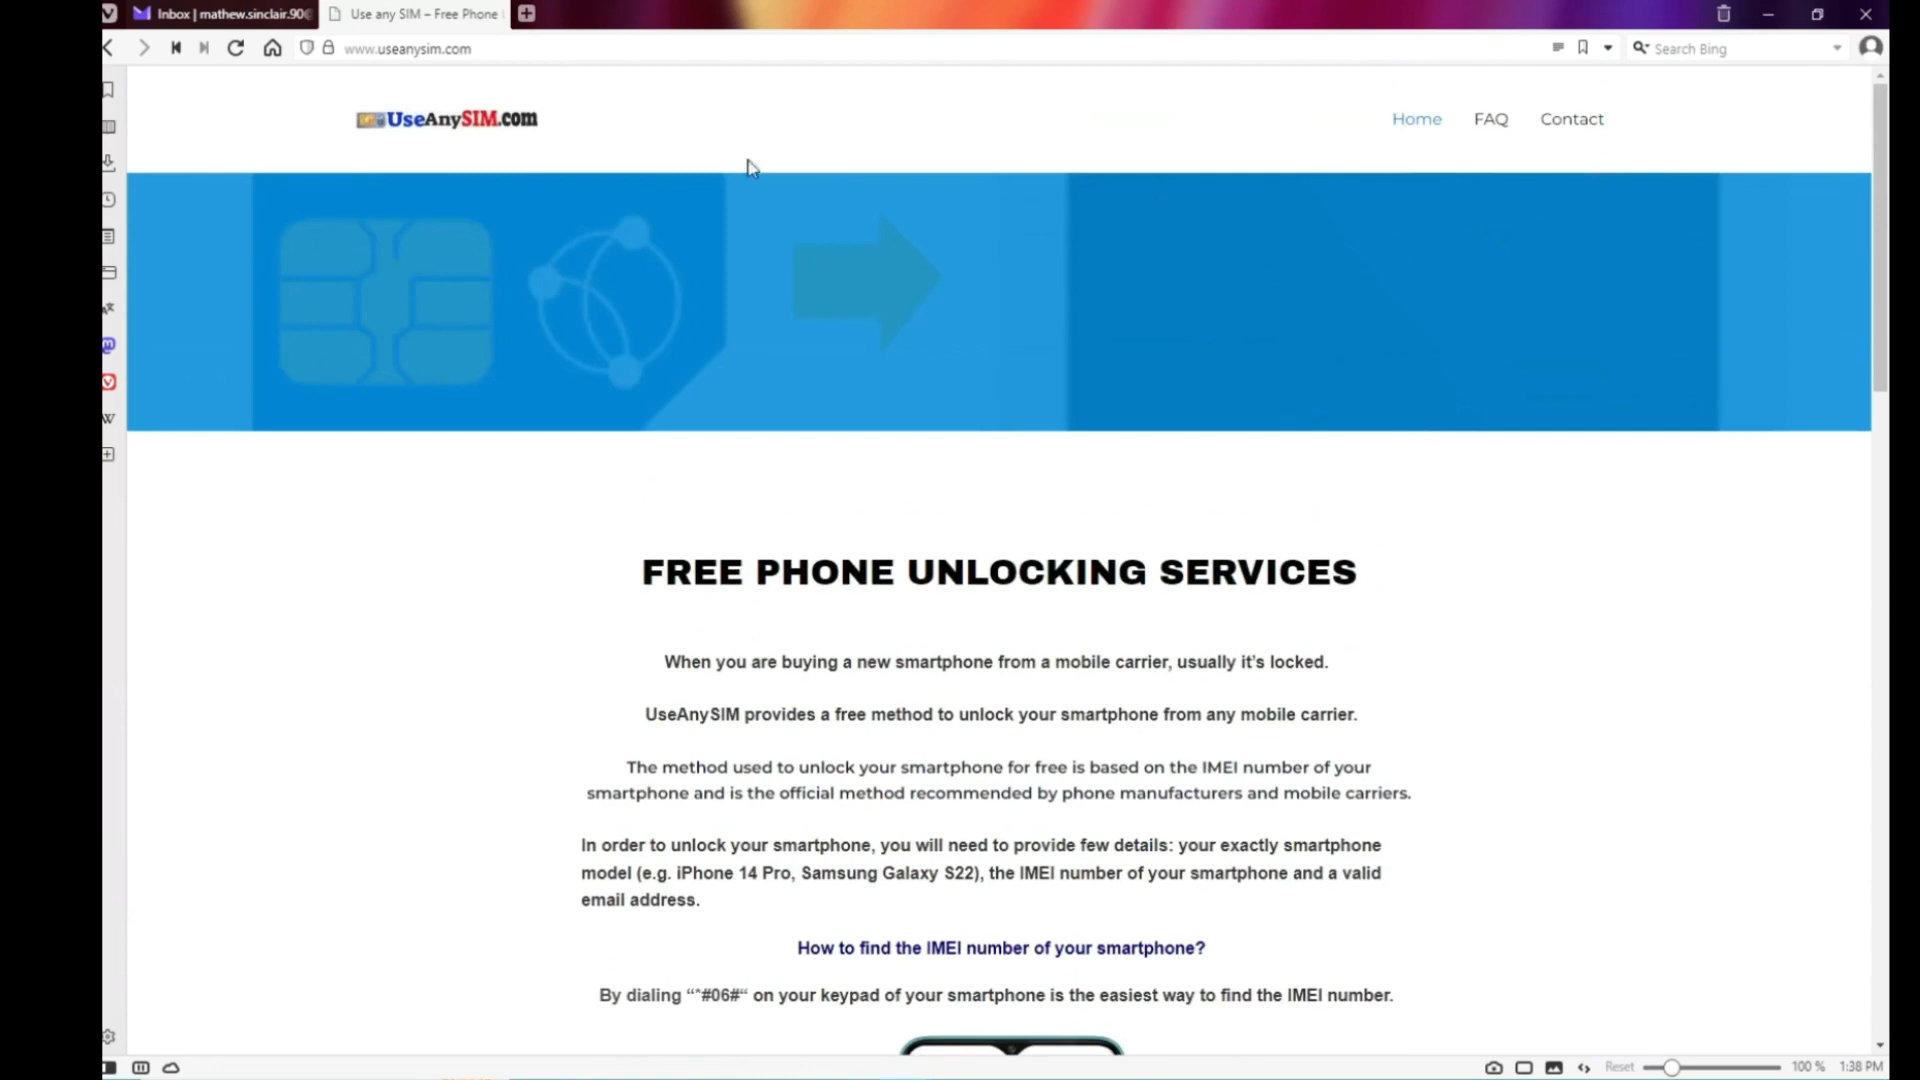 Inbox | mathew.sinclair.90
Use any SIM – Free Phone
www.useanysim.com
Search Bing
UseAnySIM.com
Home
FAQ
Contact
FREE PHONE UNLOCKING SERVICES
When you are buying a new smartphone from a mobile carrier, usually it's locked.
UseAnySIM provides a free method to unlock your smartphone from any mobile carrier.
The method used to unlock your smartphone for free is based on the IMEI number of your
smartphone and is the official method recommended by phone manufacturers and mobile carriers.
In order to unlock your smartphone, you will need to provide few details: your exactly smartphone
model (e.g. iPhone 14 Pro, Samsung Galaxy S22), the IMEI number of your smartphone and a valid
email address.
How to find the IMEI number of your smartphone?
By dialing “*#06#“ on your keypad of your smartphone is the easiest way to find the IMEI number.
Reset
100 %
1:38 PM